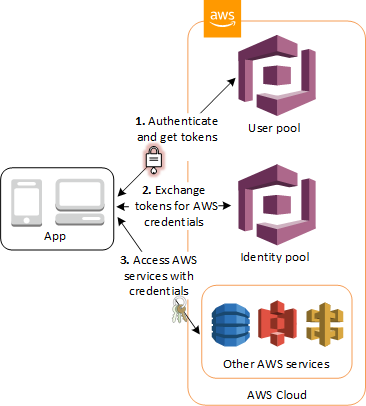 aws
1. Authenticate
and get tokens
User pool
2. Exchange
tokens for AWS
credentials
App
Identity pool
3. Access AWS
services with
credentials
Other AWS services
AWS Cloud